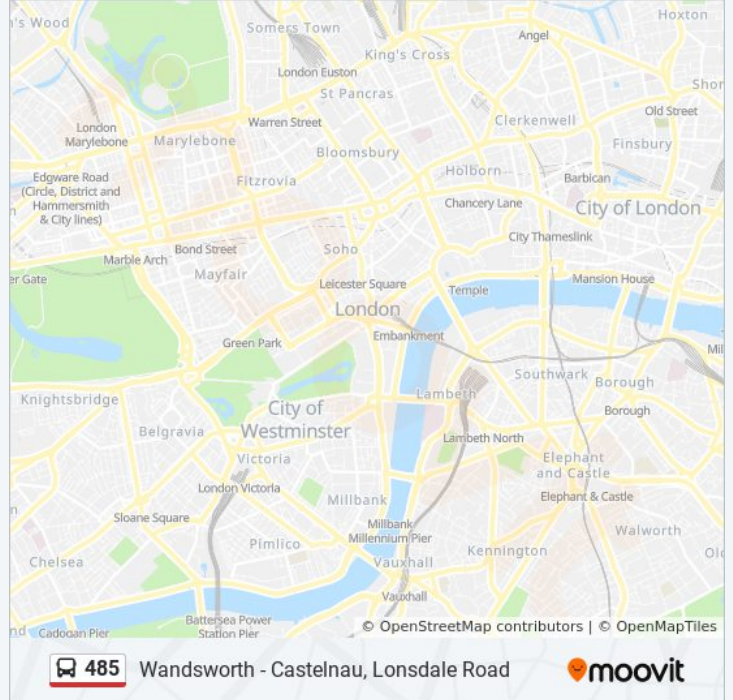 's Wood
Somers Town
Hoxton
Angel
King's Cross
London Euston
St Pancras
Shor
Old Street
Clerkenwell
Warren Street
London
Marylebone
Marylebone
Finsbury
Bloomsbury
Holborn
Edgware Road
(Circle, District and
Hammersmith
& City lines)
Fitzrovia
Barbican
Chancery Lane
City of London
n
City Thameslink
Bond Street
Soho
Marble Arch
Mayfair
er Gate
Leicester Square
Mansion House
Temple
London
Embankment
Green Park
Mil
Southwark
Borough
Lambeth
Knightsbridge
City of
Westminster
Borough
Belgravia
Lambeth North
Victoria
Elephant
and Castle
London Victoria
Elephant & Castle
Millbank
n
Sloane Square
Millbank
Millennium Pier
Walworth
Pimlico
Kennington
Olc
Chelsea
Vauxhall
Vauxhall
Battersea Power
Station Pier
nd
Cadogan Pier
© OpenStreetMap contributors | © OpenMapTiles
485 Wandsworth - Castelnau, Lonsdale Road
moovit